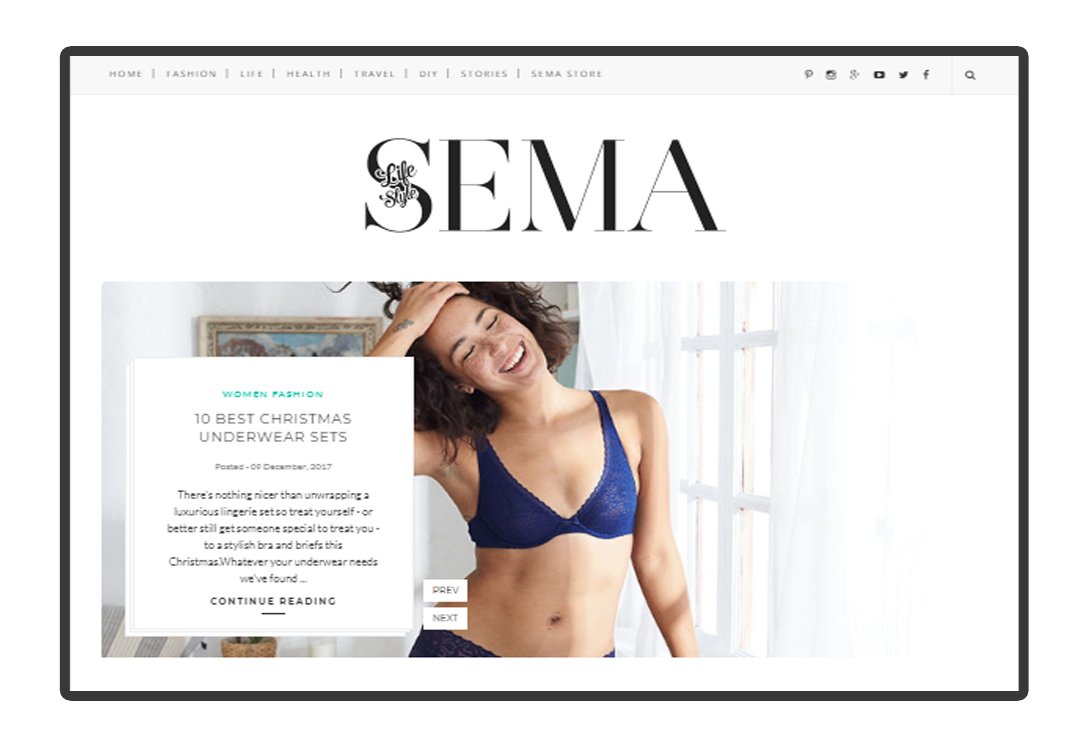 HOME | FASHION | LIFE | HEALTH | TRAVEL | DIY | STORIES | SEMA STORE
SEMA
Life
Style
WOMEN FASHION
10 BEST CHRISTMAS
UNDERWEAR SETS
Posted - 09 December, 2017
There's nothing nicer than unwrapping a
luxurious lingerie set so treat yourself - or
better still get someone special to treat you -
to a stylish bra and briefs this
Christmas.Whatever your underwear needs
we've found ...
CONTINUE READING
PREV
NEXT